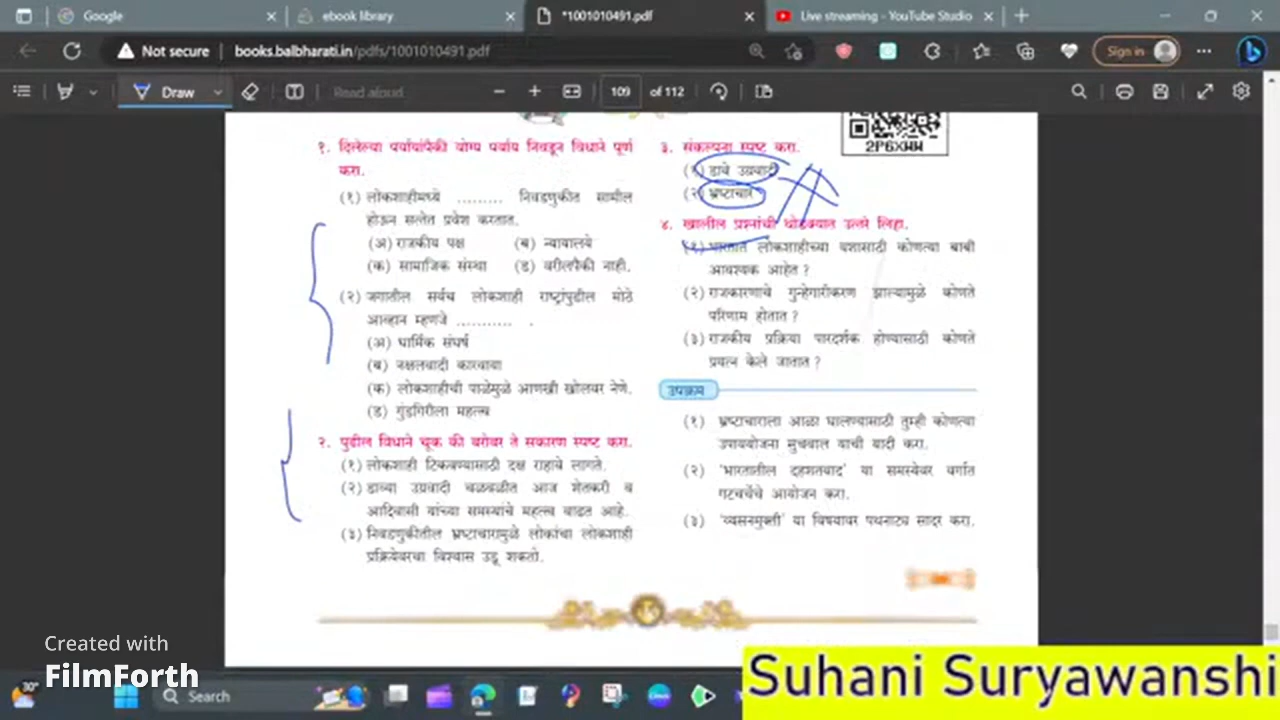 Google
ebook library
*1001010491.pdf
Live streaming - YouTube Studio
Not secure
books.balbharati.in/pdfs/1001010491.pdf
Sign in
Draw
Read aloud
109
of 112
१. दिलेल्या पर्यायांपैकी योग्य पर्याय निवडून विधाने पूर्ण
करा.
(१) लोकशाहीमध्ये ......... निवडणुकीत सामील
होऊन सत्तेत प्रवेश करतात.
(अ) राजकीय पक्ष (ब) न्यायालये
(क) सामाजिक संस्था (ड) वरीलपैकी नाही.
(२) जगातील सर्वच लोकशाही राष्ट्रांपुढील मोठे
आव्हान म्हणजे ........... .
(अ) धार्मिक संघर्ष
(ब) नक्षलवादी कारवाया
(क) लोकशाहीची पाळेमुळे आणखी खोलवर नेणे.
(ड) गुंडगिरीला महत्त्व
२. पुढील विधाने चूक की बरोबर ते सकारण स्पष्ट करा.
(१) लोकशाही टिकवण्यासाठी दक्ष राहावे लागते.
(२) डाव्या उग्रवादी चळवळीत आज शेतकरी व
आदिवासी यांच्या समस्यांचे महत्त्व वाढत आहे.
(३) निवडणुकीतील भ्रष्टाचारामुळे लोकांचा लोकशाही
प्रक्रियेवरचा विश्वास उडू शकतो.
2P6XWW
३. संकल्पना स्पष्ट करा.
(१) डावे उग्रवादी
(२) भ्रष्टाचार
४. खालील प्रश्नांची थोडक्यात उत्तरे लिहा.
(१) भारतात लोकशाहीच्या यशासाठी कोणत्या बाबी
आवश्यक आहेत ?
(२) राजकारणाचे गुन्हेगारीकरण झाल्यामुळे कोणते
परिणाम होतात ?
(३) राजकीय प्रक्रिया पारदर्शक होण्यासाठी कोणते
प्रयत्न केले जातात ?
उपक्रम
(१) भ्रष्टाचाराला आळा घालण्यासाठी तुम्ही कोणत्या
उपाययोजना सुचवाल याची यादी करा.
(२) 'भारतातील दहशतवाद' या समस्येवर वर्गात
गटचर्चेचे आयोजन करा.
(३) 'व्यसनमुक्ती' या विषयावर पथनाट्य सादर करा.
Created with
FilmForth
30°
Search
Suhani Suryawanshi